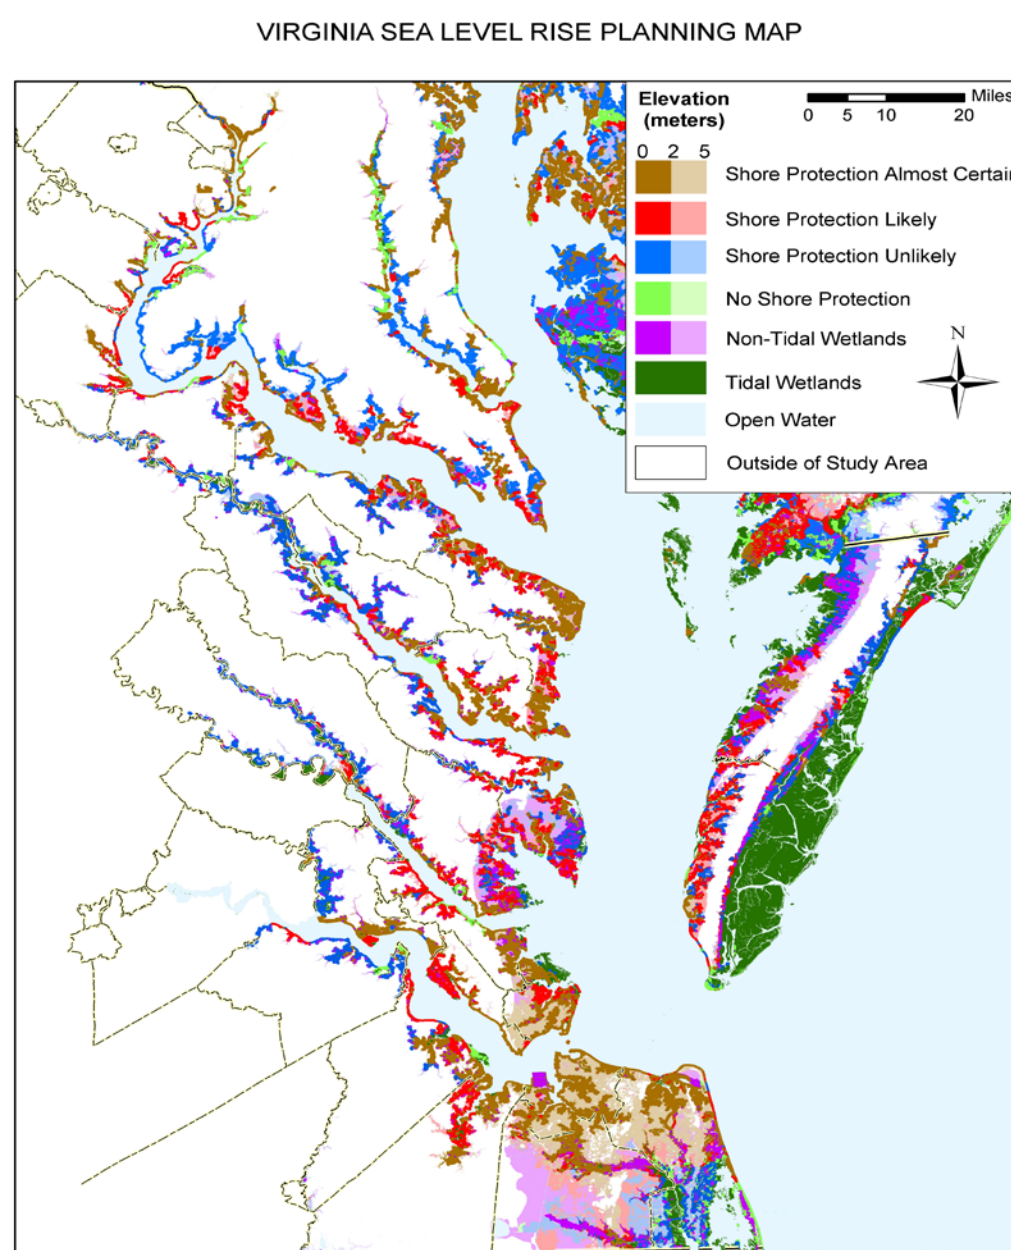 VIRGINIA SEA LEVEL RISE PLANNING MAP
Elevation
(meters)
Miles
0 5 10 20
0 2 5
Shore Protection Almost Certain
Shore Protection Likely
Shore Protection Unlikely
No Shore Protection
Non-Tidal Wetlands
N
Tidal Wetlands
Open Water
Outside of Study Area